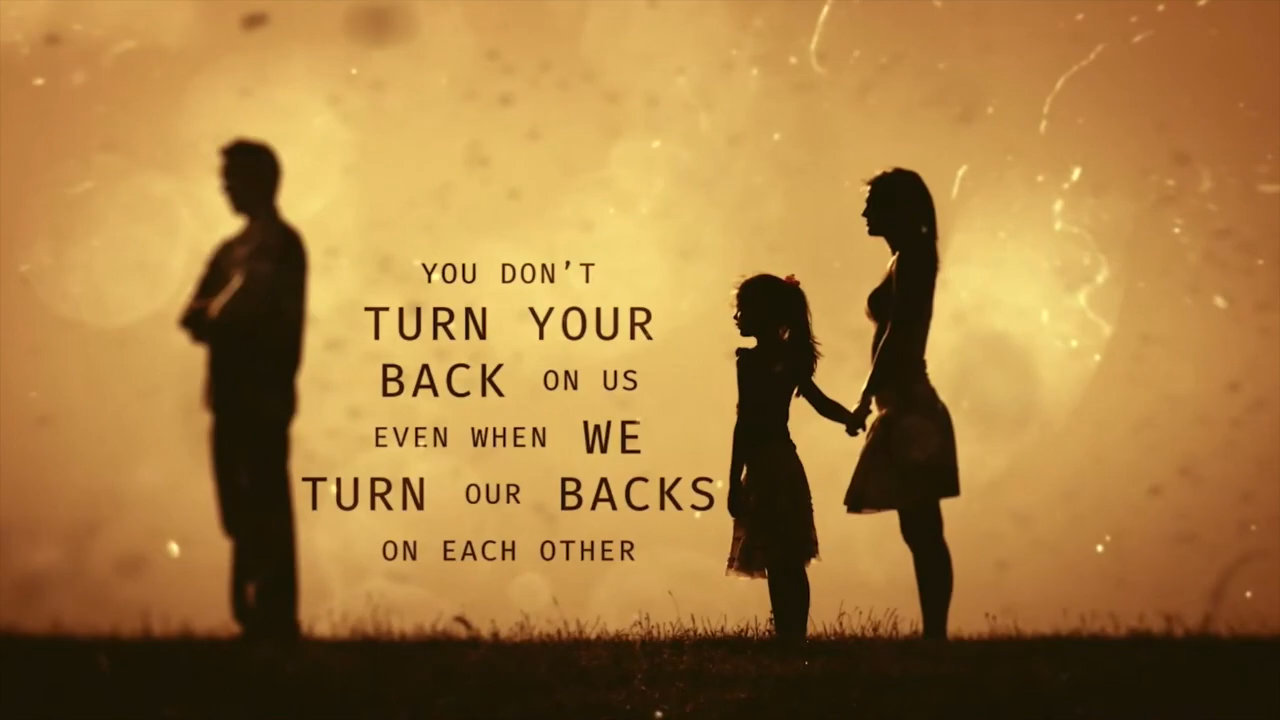 YOU DON'T
TURN YOUR
BACK ON US
EVEN WHEN WE
TURN OUR BACKS
ON EACH OTHER